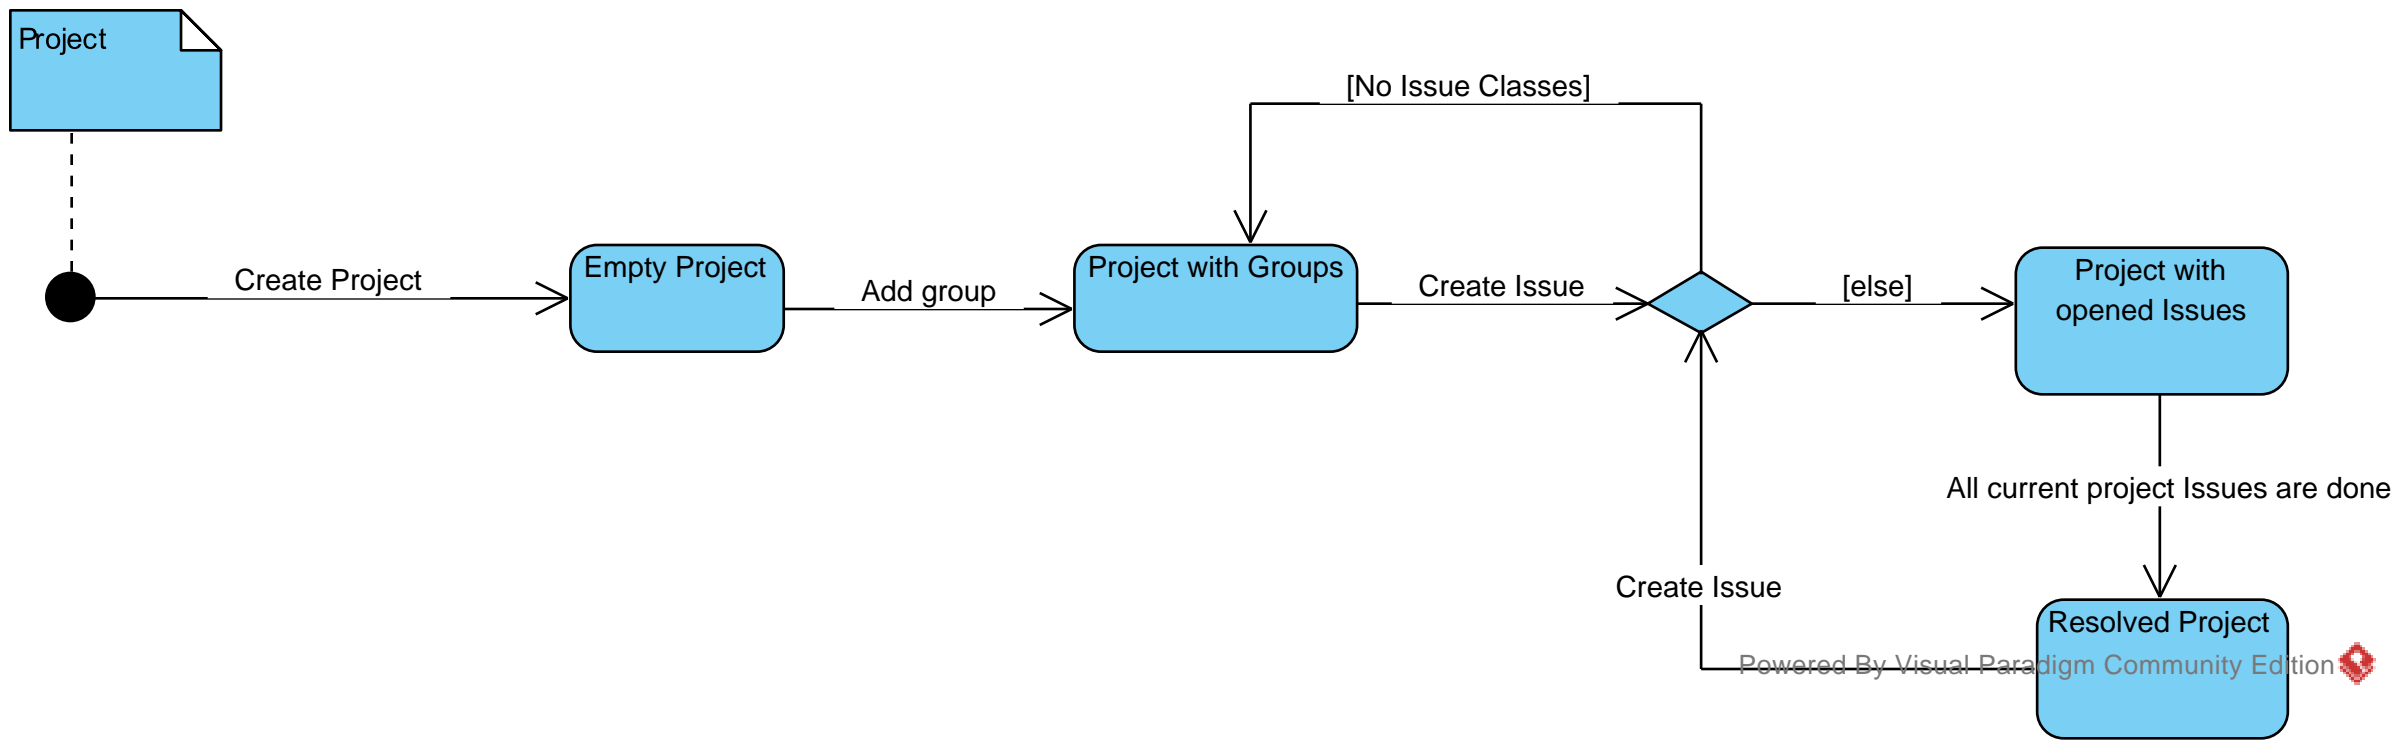 Project
[No Issue Classes]
Create Project
Empty Project
Add group
Project with Groups
Create Issue
[else]
Project with
opened Issues
All current project Issues are done
Create Issue
Resolved Project
Powered By Visual Paradigm Community Edition